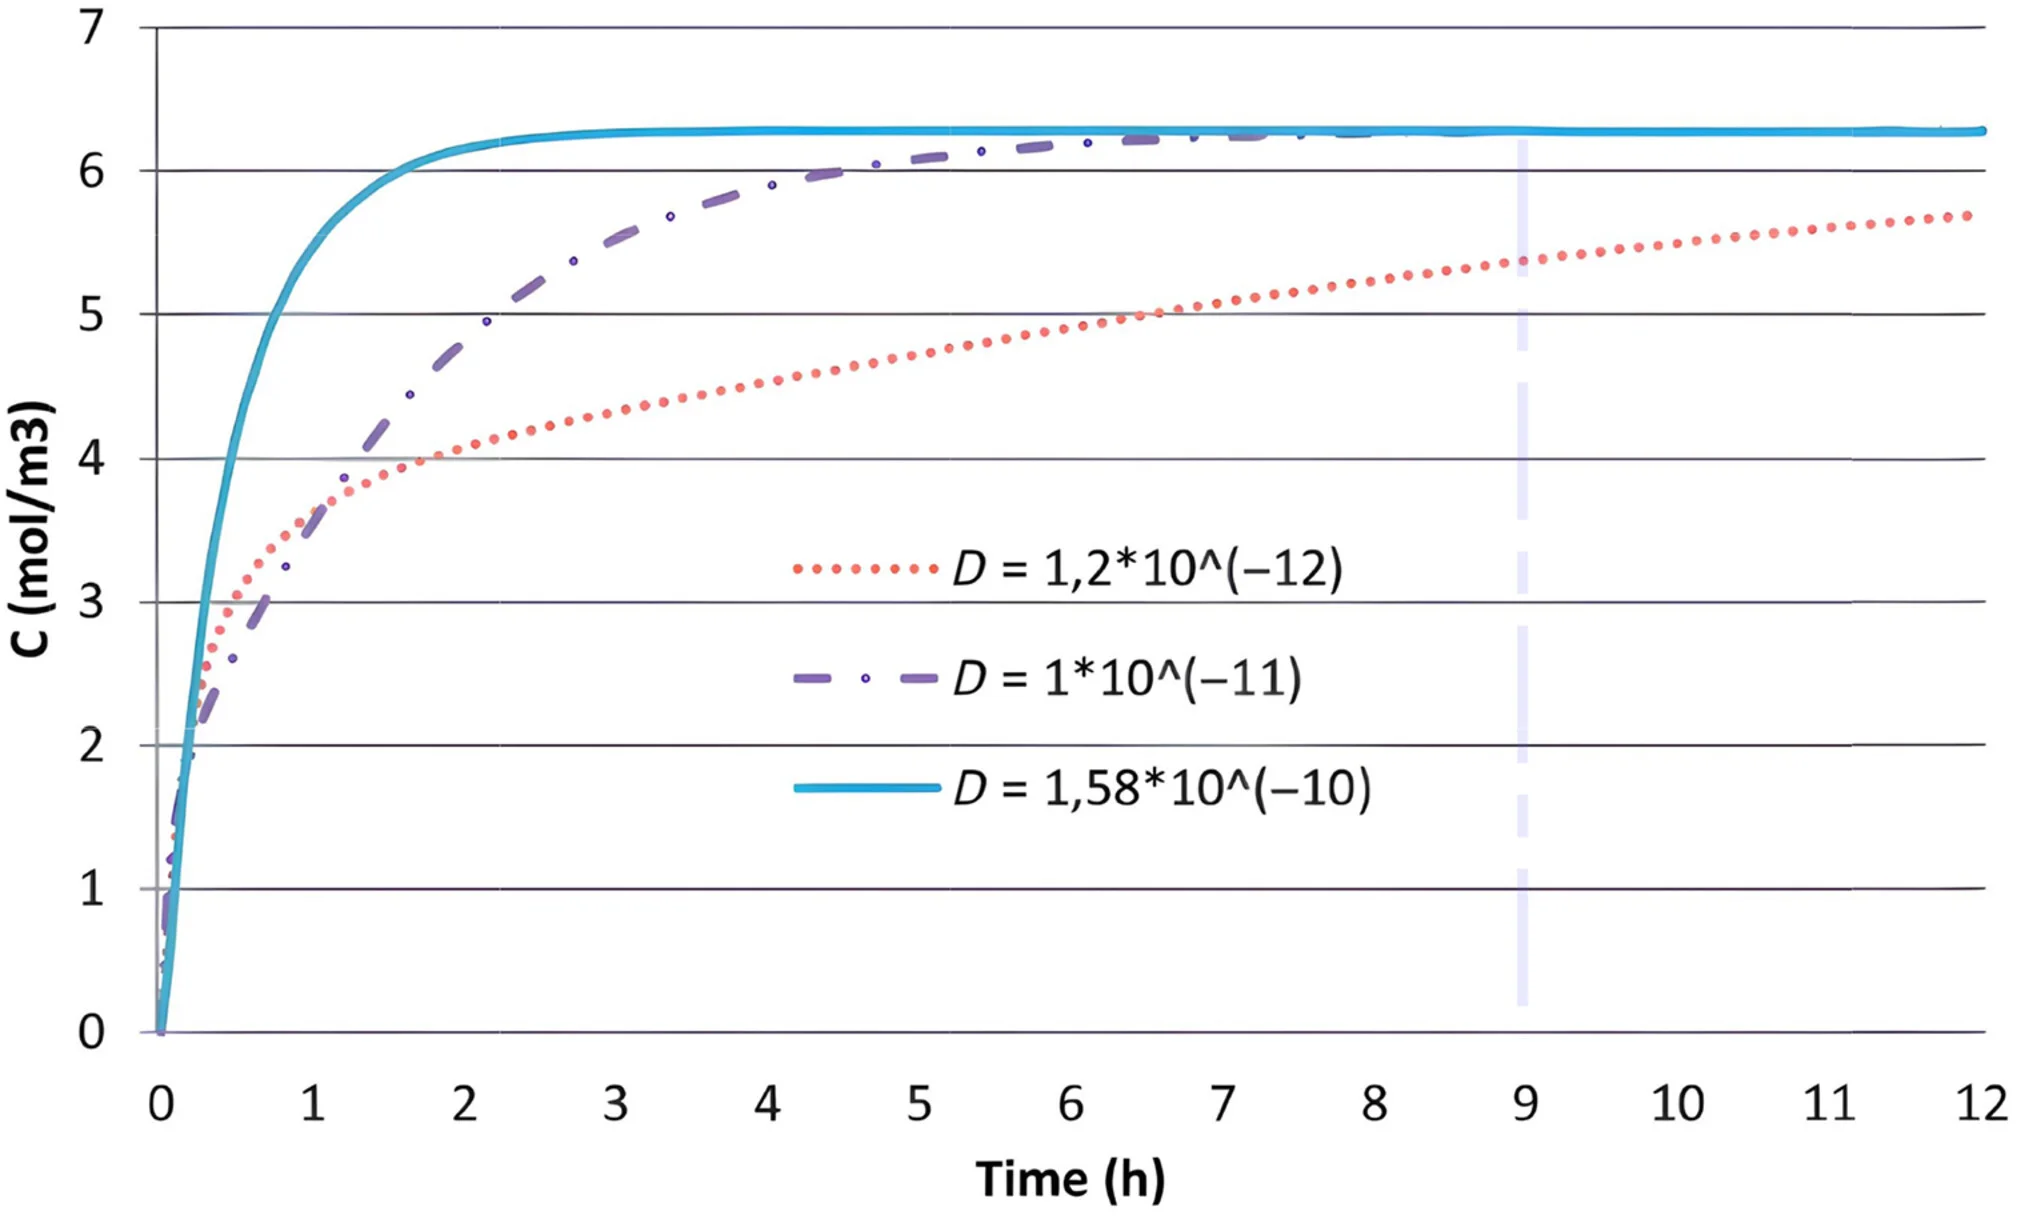 7
6
5
4
3
2
1
0
C (mol/m3)
D = 1,2*10^(−12)
D = 1*10^(−11)
D = 1,58*10^(−10)
0 1 2 3 4 5 6 7 8 9 10 11 12
Time (h)